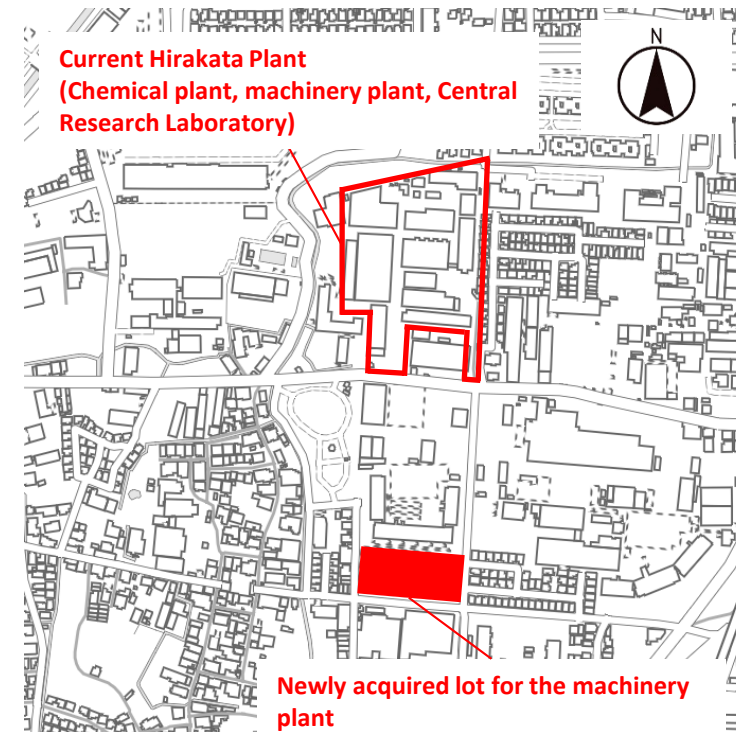 Current Hirakata Plant
(Chemical plant, machinery plant, Central
Research Laboratory)
N
Newly acquired lot for the machinery
plant